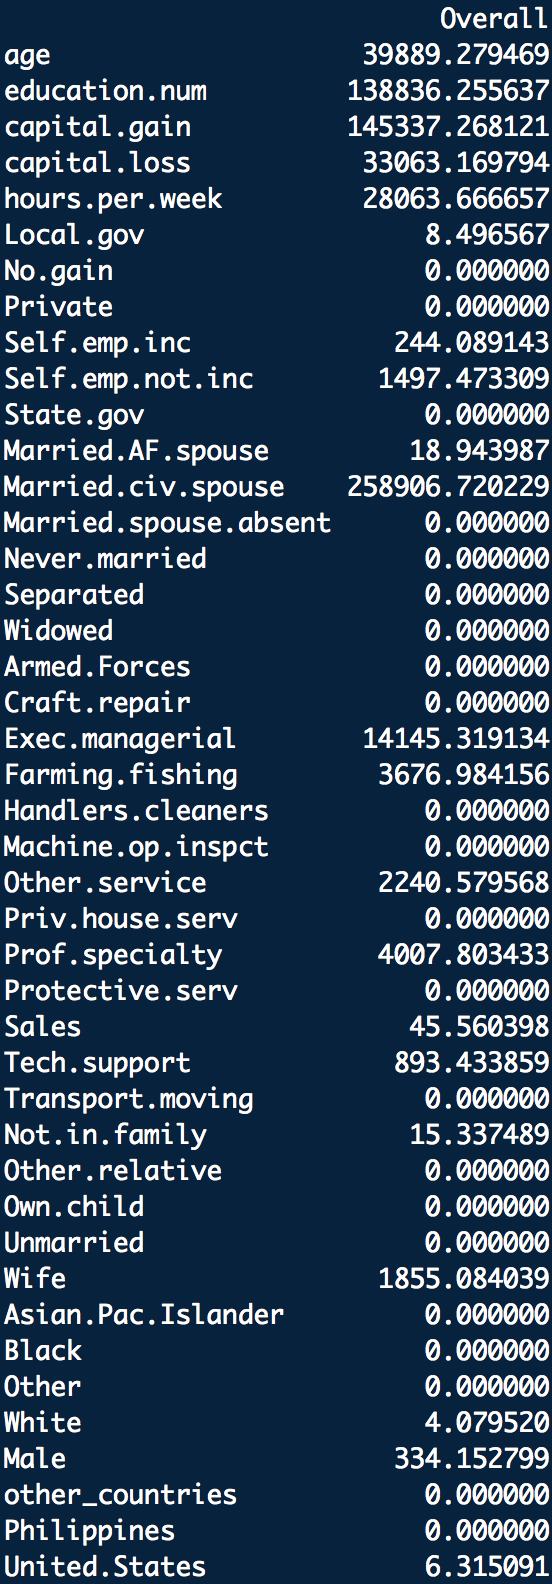 Overall
age 39889.279469
education.num 138836.255637
capital.gain 145337.268121
capital.loss 33063.169794
hours.per.week 28063.666657
Local.gov 8.496567
No.gain 0.000000
Private 0.000000
Self.emp.inc 244.089143
Self.emp.not.inc 1497.473309
State.gov 0.000000
Married.AF.spouse 18.943987
Married.civ.spouse 258906.720229
Married.spouse.absent 0.000000
Never.married 0.000000
Separated 0.000000
Widowed 0.000000
Armed.Forces 0.000000
Craft.repair 0.000000
Exec.managerial 14145.319134
Farming.fishing 3676.984156
Handlers.cleaners 0.000000
Machine.op.inspct 0.000000
Other.service 2240.579568
Priv.house.serv 0.000000
Prof.specialty 4007.803433
Protective.serv 0.000000
Sales 45.560398
Tech.support 893.433859
Transport.moving 0.000000
Not.in.family 15.337489
Other.relative 0.000000
Own.child 0.000000
Unmarried 0.000000
Wife 1855.084039
Asian.Pac.Islander 0.000000
Black 0.000000
Other 0.000000
White 4.079520
Male 334.152799
other_countries 0.000000
Philippines 0.000000
United.States 6.315091